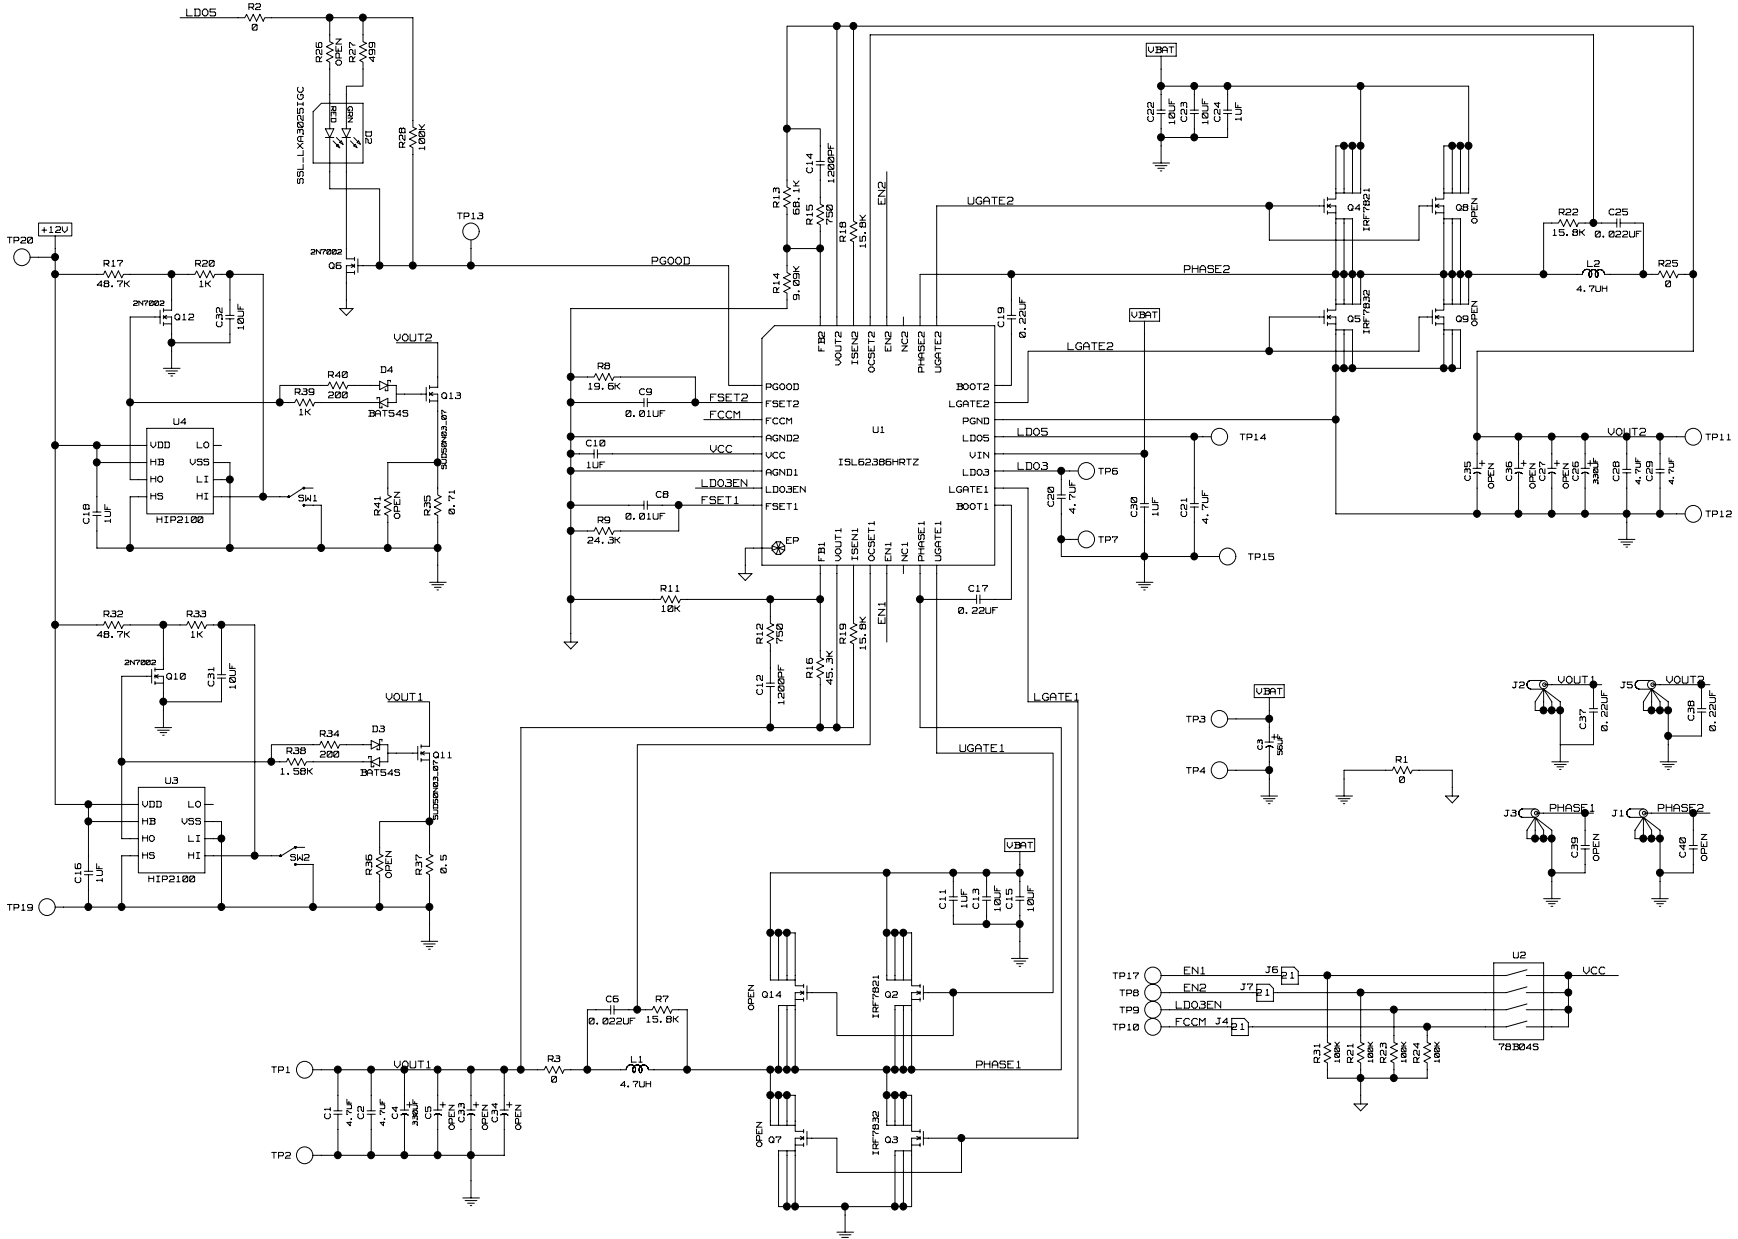 LDO5
R2
0
R26
OPEN
R27
499
SSL_LXA3025IGC
RED
GRN
D2
R28
100K
TP13
2N7002
Q6
PGOOD
TP20
+12V
R17
48.7K
R20
1K
2N7002
Q12
C32
10UF
VOUT2
R40
200
D4
R39
1K
BAT54S
Q13
SUD50N03_07
U4
VDD
HB
HO
HS
LO
VSS
LI
HI
HIP2100
C18
1UF
SW1
R41
OPEN
R35
0.71
R32
48.7K
R33
1K
2N7002
Q10
C31
10UF
VOUT1
R34
200
D3
R38
1.58K
BAT54S
Q11
SUD50N03_07
U3
VDD
HB
HO
HS
LO
VSS
LI
HI
HIP2100
C16
1UF
SW2
R36
OPEN
R37
0.5
TP19
R13
68.1K
C14
1200PF
R15
750
R14
9.09K
R18
15.8K
EN2
UGATE2
PHASE2
C19
0.22UF
LGATE2
R8
19.6K
C9
0.01UF
FSET2
FCCM
C10
1UF
VCC
LDO3EN
C8
0.01UF
FSET1
R9
24.3K
EP
FB2
VOUT2
ISEN2
OCSET2
EN2
NC2
PHASE2
UGATE2
PGOOD
FSET2
FCCM
AGND2
VCC
AGND1
LDO3EN
FSET1
U1
ISL62386HRTZ
BOOT2
LGATE2
PGND
LDO5
VIN
LDO3
LGATE1
BOOT1
FB1
VOUT1
ISEN1
OCSET1
EN1
NC1
PHASE1
UGATE1
R11
10K
R12
750
C12
1200PF
R16
45.3K
R19
15.8K
EN1
C17
0.22UF
LGATE1
UGATE1
VBAT
C22
10UF
C23
10UF
C24
1UF
Q4
IRF7821
Q8
OPEN
Q5
IRF7832
Q9
OPEN
R22
15.8K
C25
0.022UF
L2
4.7UH
R25
0
VBAT
LDO5
TP14
LDO3
TP6
C20
4.7UF
TP7
C30
1UF
C21
4.7UF
TP15
VOUT2
TP11
C35
OPEN
C36
OPEN
C27
OPEN
C26
330UF
C28
4.7UF
C29
4.7UF
TP12
VBAT
TP3
C3
56UF
TP4
R1
0
J2
VOUT1
C37
0.22UF
J5
VOUT2
C38
0.22UF
J3
PHASE1
C39
OPEN
J1
PHASE2
C40
OPEN
VBAT
C11
1UF
C13
10UF
C15
10UF
Q14
OPEN
Q2
IRF7821
C6
0.022UF
R7
15.8K
R3
0
L1
4.7UH
PHASE1
Q7
OPEN
Q3
IRF7832
TP1
VOUT1
C1
4.7UF
C2
4.7UF
C4
330UF
C5
OPEN
C33
OPEN
C34
OPEN
TP2
TP17
EN1
J6
21
TP8
EN2
J7
21
TP9
LDO3EN
TP10
FCCM
J4
21
R31
100K
R21
100K
R23
100K
R24
100K
U2
VCC
78B04S